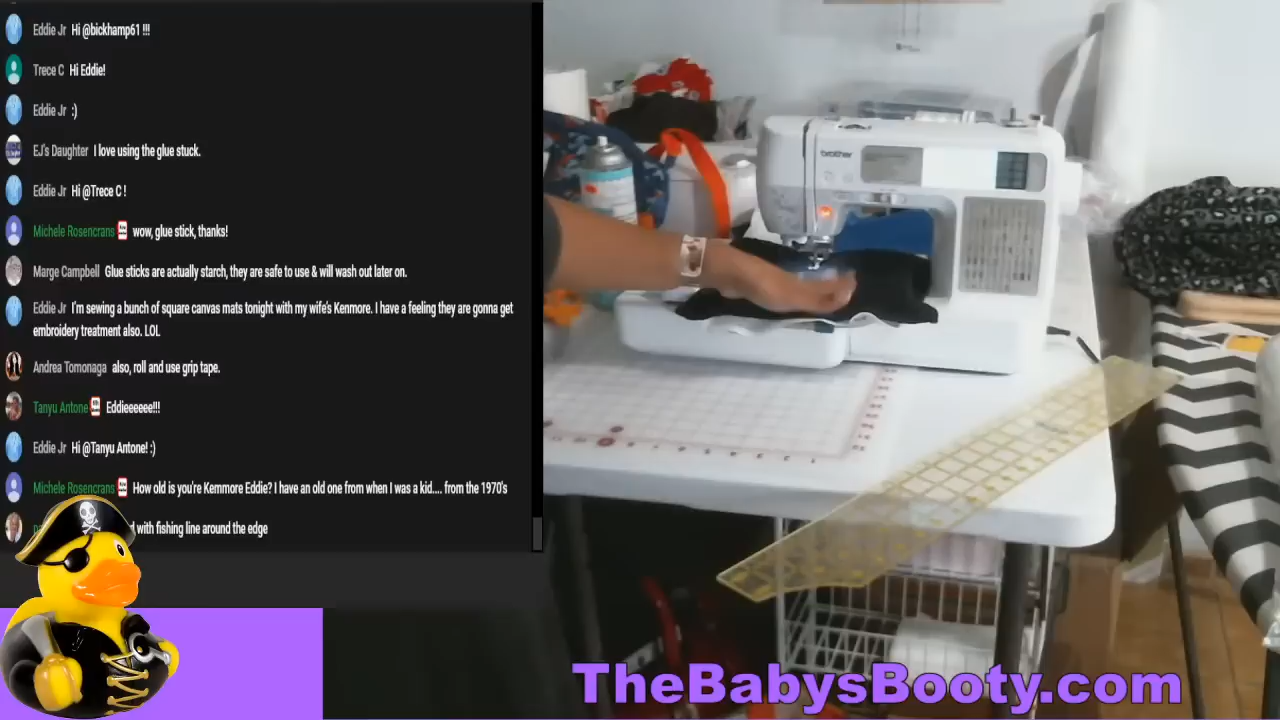 Eddie Jr Hi @bickhamp61 !!!
Trece C Hi Eddie!
Eddie Jr :)
EJ's Daughter I love using the glue stuck.
Eddie Jr Hi @Trece C !
Michele Rosencrans wow, glue stick, thanks!
Marge Campbell Glue sticks are actually starch, they are safe to use & will wash out later on.
Eddie Jr I'm sewing a bunch of square canvas mats tonight with my wife's Kenmore. I have a feeling they are gonna get
embroidery treatment also. LOL
Andrea Tomonaga also, roll and use grip tape.
Tanyu Antone Eddieeeeee!!!
Eddie Jr Hi @Tanyu Antone! :)
Michele Rosencrans How old is you're Kemmore Eddie? I have an old one from when I was a kid.... from the 1970's
with fishing line around the edge
brother
TheBabysBooty.com